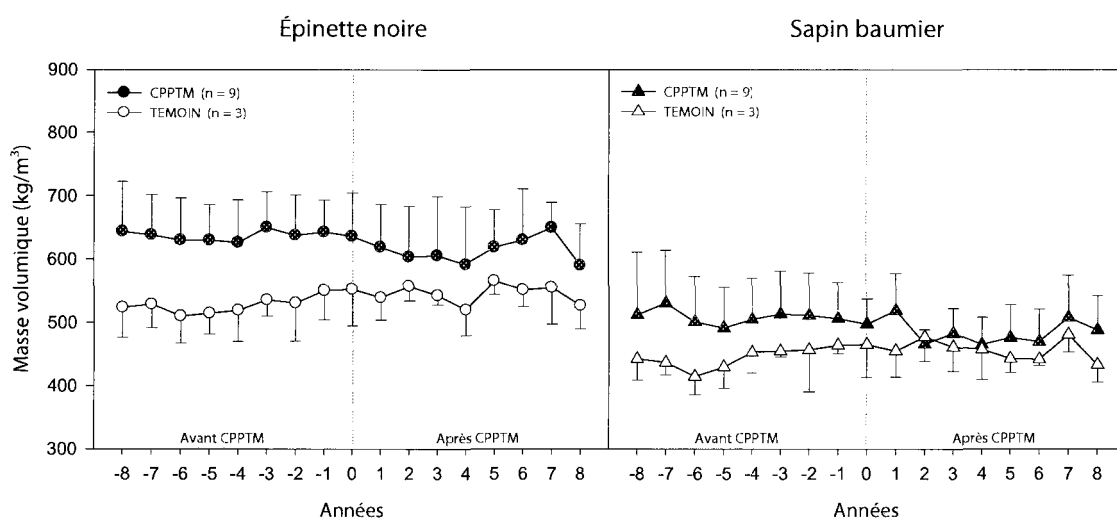 Épinette noire
Sapin baumier
Masse volumique (kg/m³)
900
800
700
600
500
400
300
CPPTM (n = 9)
TEMOIN (n = 3)
CPPTM (n = 9)
TEMOIN (n = 3)
Avant CPPTM
Après CPPTM
Avant CPPTM
Après CPPTM
-8 -7 -6 -5 -4 -3 -2 -1 0 1 2 3 4 5 6 7 8
-8 -7 -6 -5 -4 -3 -2 -1 0 1 2 3 4 5 6 7 8
Années
Années